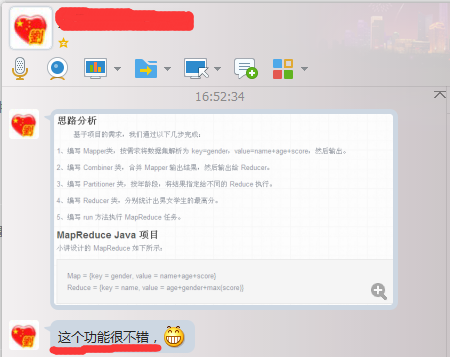 16:52:34
思路分析
基于项目的需求，我们通过以下几步完成：
1、编写 Mapper类，按需求将数据集解析为 key=gender，value=name+age+score，然后输出。
2、编写 Combiner 类，合并 Mapper 输出结果，然后输出给 Reducer。
3、编写 Partitioner 类，按年龄段，将结果指定给不同的 Reduce 执行。
4、编写 Reducer 类，分别统计出男女学生的最高分。
5、编写 run 方法执行 MapReduce 任务。
MapReduce Java 项目
小讲设计的 MapReduce 如下所示：
Map = {key = gender, value = name+age+score}
Reduce = {key = name, value = age+gender+max(score)}
这个功能很不错，